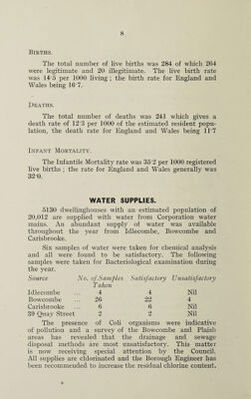 8
BIRTHS.
The total number of live births was 284 of which 264
were legitimate and 20 illegitimate. The live birth rate
was 14·5 per 1000 living ; the birth rate for England and
Wales being 16·7.
DEATHS.
The total number of deaths was 241 which gives a
death rate of 12·3 per 1000 of the estimated resident popu-
lation, the death rate for England and Wales being 11·7
INFANT MORTALITY.
The Infantile Mortality rate was 35·2 per 1000 registered
live births ; the rate for England and Wales generally was
32·0.
WATER SUPPLIES.
5130 dwellinghouses with an estimated population of
20,012 are supplied with water from Corporation water
mains. An abundant supply of water was available
throughout the year from Idlecombe, Bowcombe and
Carisbrooke.
Six samples of water were taken for chemical analysis
and all were found to be satisfactory. The following
samples were taken for Bacteriological examination during
the year.
Source No. of Samples Satisfactory Unsatisfactory
Taken
Idlecombe ... 4 4 Nil
Bowcombe ... 26 22 4
Carisbrooke ... 6 6 Nil
39 Quay Street 2 2 Nil
The presence of Coli organisms were indicative
of pollution and a survey of the Bowcombe and Plaish
areas has revealed that the drainage and sewage
disposal methods are most unsatisfactory. This matter
is now receiving special attention by the Council.
All supplies are chlorinated and the Borough Engineer has
been recommended to increase the residual chlorine content.